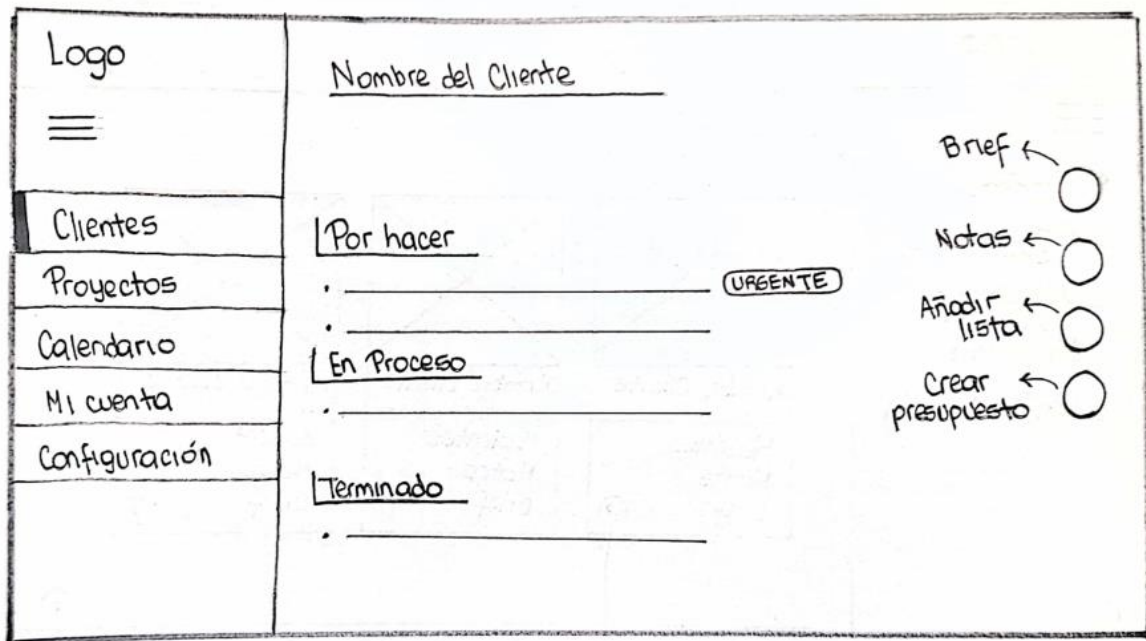 Logo
Nombre del Cliente
Clientes
Proyectos
Calendario
Mi cuenta
Configuración
Por hacer
URGENTE
En Proceso
Terminado
Brief
Notas
Añadir
lista
Crear
presupuesto